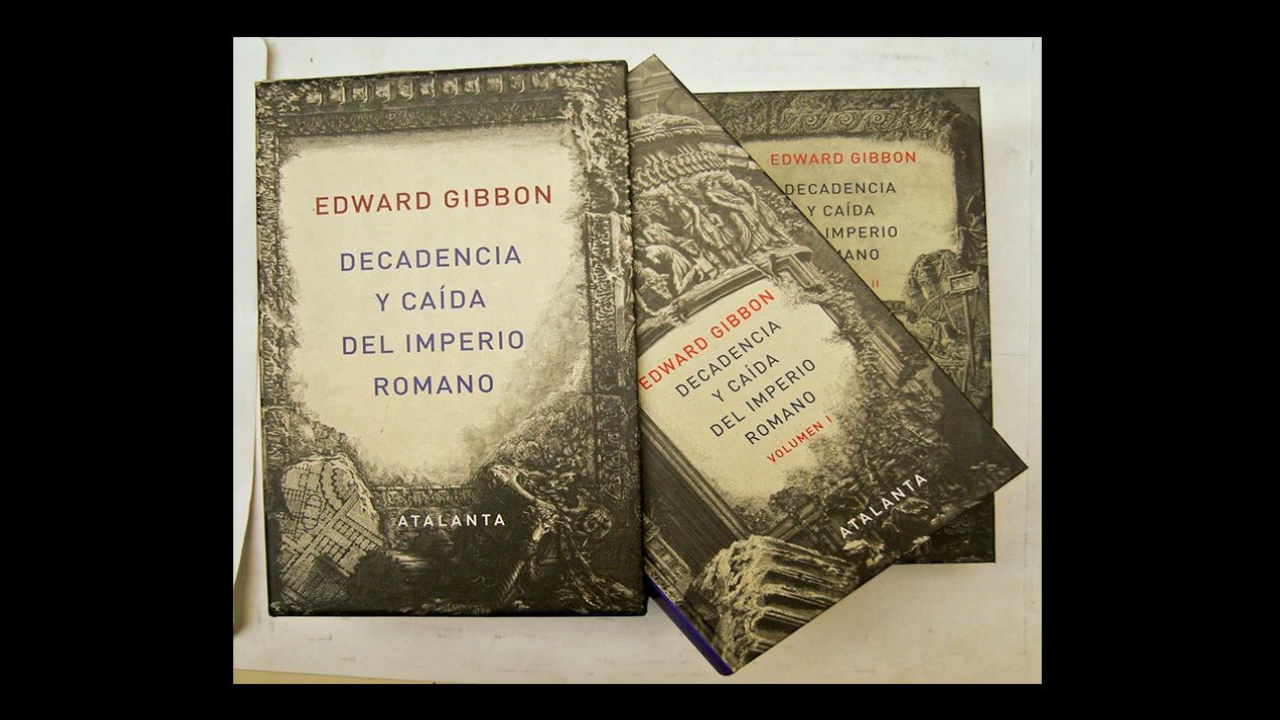 EDWARD GIBBON
DECADENCIA
Y CAÍDA
DEL IMPERIO
ROMANO
ATALANTA
EDWARD GIBBON
DECADENCIA
Y CAÍDA
DEL IMPERIO
ROMANO
VOLUMEN I
ATALANTA
EDWARD GIBBON
DECADENCIA
Y CAÍDA
IMPERIO
II